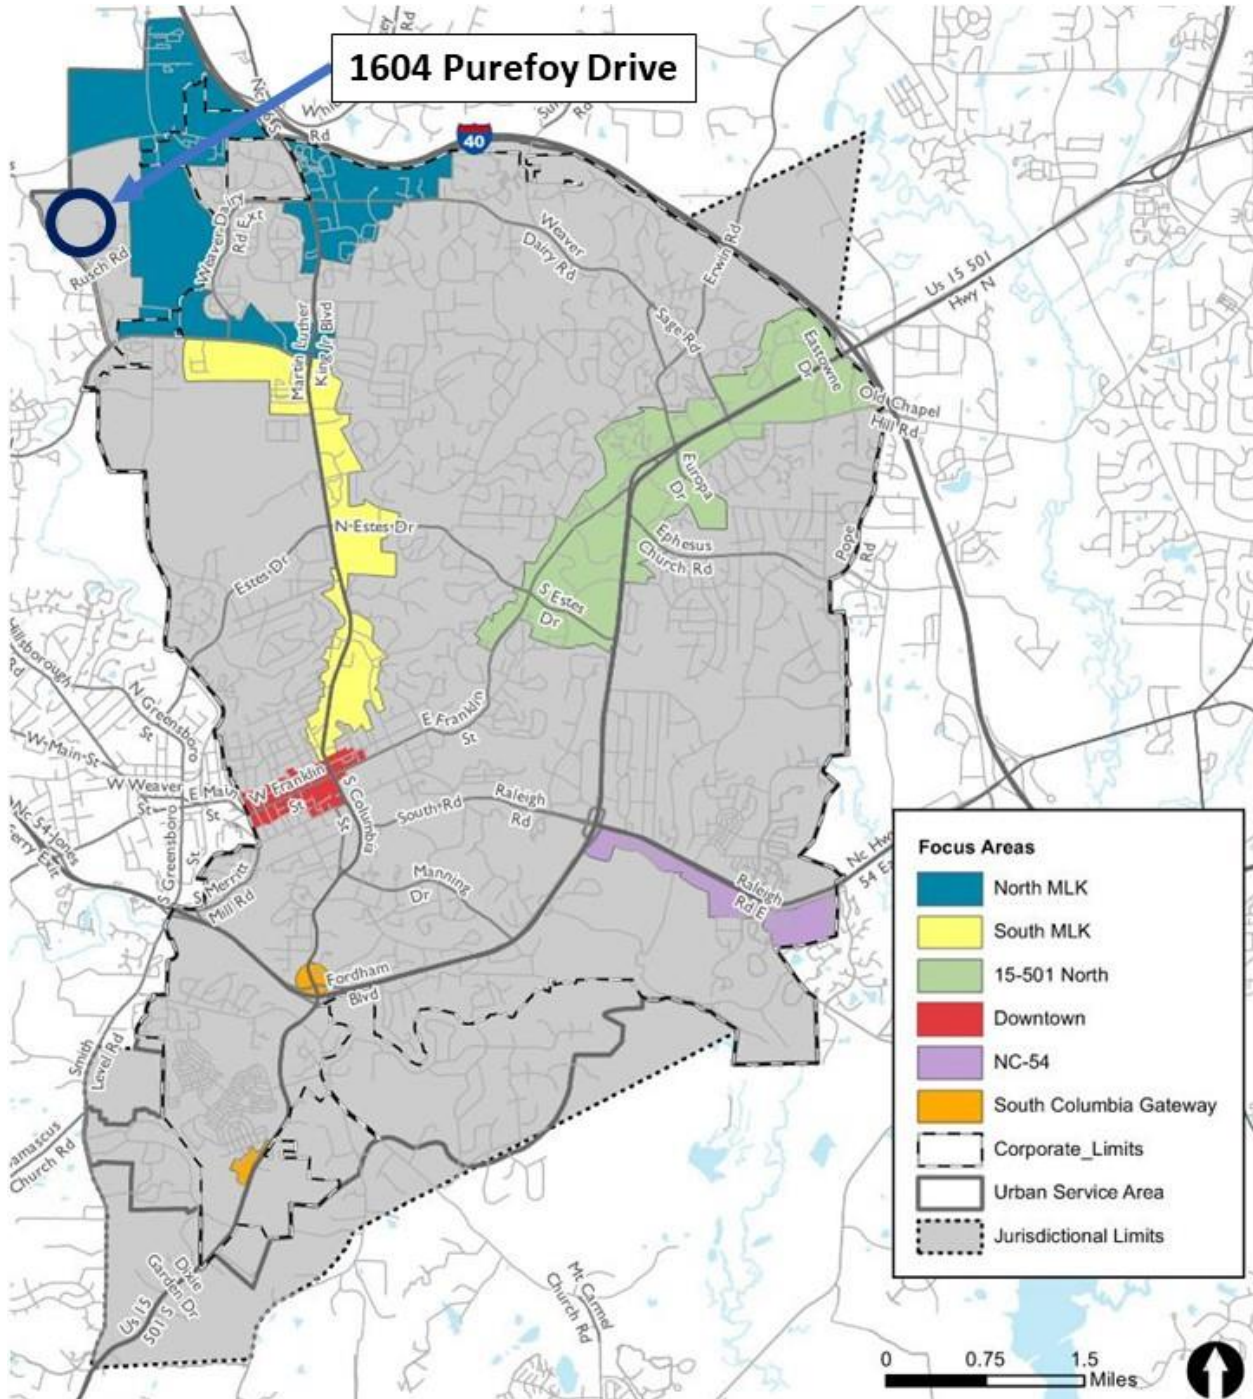 1604 Purefoy Drive
40
Rd
Rd
Rusch Rd
Weaver Dairy
Rd Ext
Weaver
Dairy Rd
Erwin Rd
Us 15 501
Hwy N
Sage Rd
Martin Luther
King Jr Blvd
Eastowne
Dr
Old Chapel
Hill Rd
Europa
Dr
N Estes Dr
Estes Dr
Ephesus
Church Rd
Pope
Rd
S Estes
Dr
Hillsborough
Rd
N Greensboro
St
E Franklin
St
W Main St
W Weaver
St
E Main
St
W Franklin
St
S Columbia
St
South Rd
Raleigh
Rd
Nc 54
Jones
Ferry Exit
S Greensboro
St
S Merritt
Mill Rd
Manning
Dr
Raleigh
Rd E
Nc Hwy
Fordham
Blvd
Smith
Level Rd
Church Rd
Dixie
Garden Dr
Us 15
501 S
Mt Carmel
Church Rd
Focus Areas
North MLK
South MLK
15-501 North
Downtown
NC-54
South Columbia Gateway
Corporate_Limits
Urban Service Area
Jurisdictional Limits
0 0.75 1.5
Miles